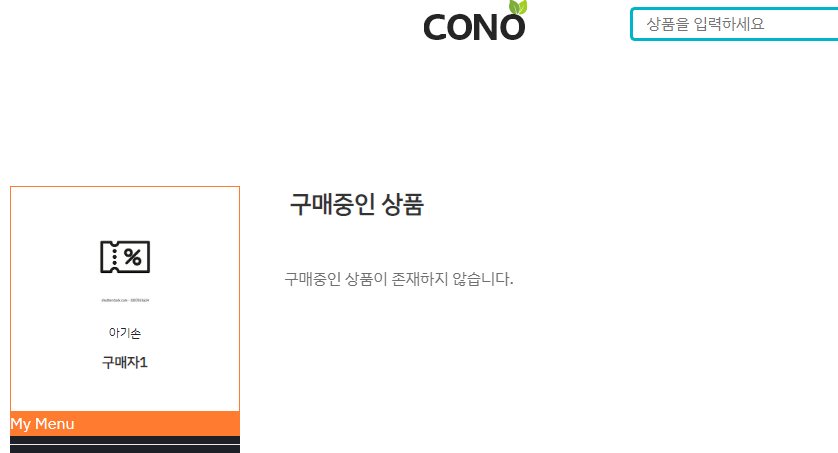 CONO
상품을 입력하세요
구매중인 상품
구매중인 상품이 존재하지 않습니다.
%
아기손
구매자1
My Menu